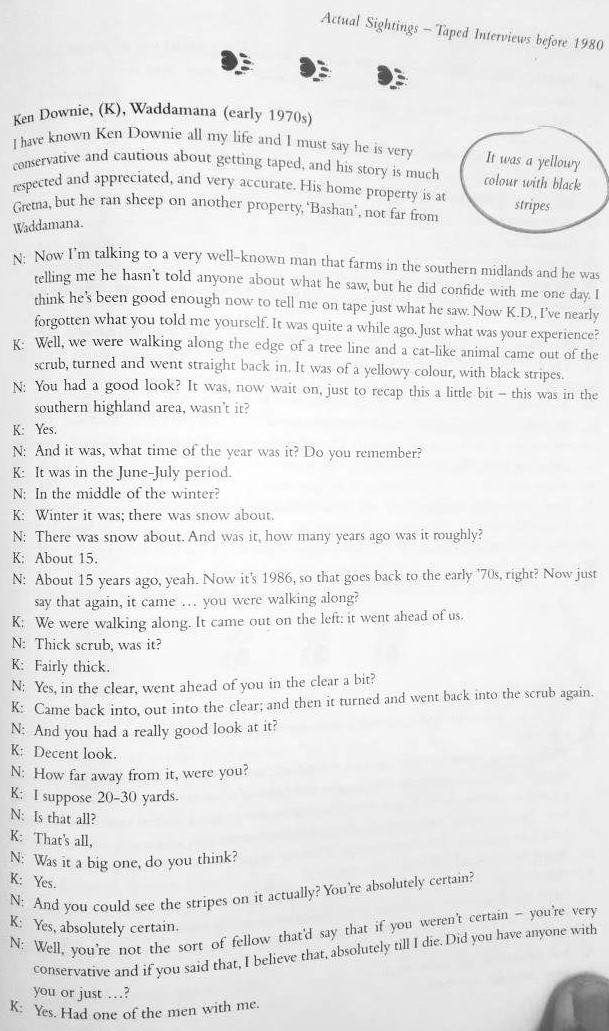 Actual Sightings – Taped Interviews before 1980
Ken Downie, (K), Waddamana (early 1970s)
I have known Ken Downie all my life and I must say he is very
conservative and cautious about getting taped, and his story is much
respected and appreciated, and very accurate. His home property is at
Gretna, but he ran sheep on another property, ‘Bashan’, not far from
Waddamana.
It was a yellowy
colour with black
stripes
N: Now I’m talking to a very well-known man that farms in the southern midlands and he was
telling me he hasn’t told anyone about what he saw, but he did confide with me one day. I
think he’s been good enough now to tell me on tape just what he saw. Now K.D., I’ve nearly
forgotten what you told me yourself. It was quite a while ago. Just what was your experience?
K: Well, we were walking along the edge of a tree line and a cat-like animal came out of the
scrub, turned and went straight back in. It was of a yellowy colour, with black stripes.
N: You had a good look? It was, now wait on, just to recap this a little bit – this was in the
southern highland area, wasn’t it?
K: Yes.
N: And it was, what time of the year was it? Do you remember?
K: It was in the June–July period.
N: In the middle of the winter?
K: Winter it was; there was snow about.
N: There was snow about. And was it, how many years ago was it roughly?
K: About 15.
N: About 15 years ago, yeah. Now it’s 1986, so that goes back to the early ’70s, right? Now just
say that again, it came … you were walking along?
K: We were walking along. It came out on the left: it went ahead of us.
N: Thick scrub, was it?
K: Fairly thick.
N: Yes, in the clear, went ahead of you in the clear a bit?
K: Came back into, out into the clear; and then it turned and went back into the scrub again.
N: And you had a really good look at it?
K: Decent look.
N: How far away from it, were you?
K: I suppose 20–30 yards.
N: Is that all?
K: That’s all,
N: Was it a big one, do you think?
K: Yes.
N: And you could see the stripes on it actually? You’re absolutely certain?
K: Yes, absolutely certain.
N: Well, you’re not the sort of fellow that’d say that if you weren’t certain – you’re very
conservative and if you said that, I believe that, absolutely till I die. Did you have anyone with
you or just …?
K: Yes. Had one of the men with me.